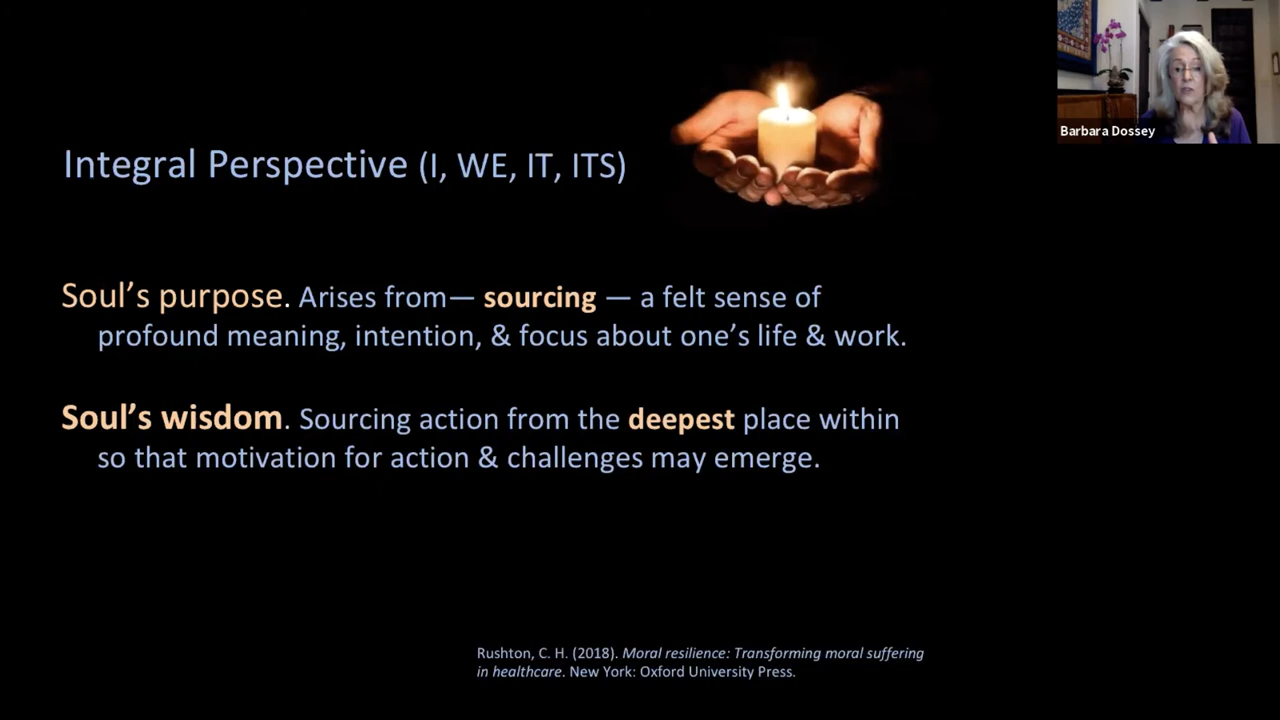 Barbara Dossey
Integral Perspective (I, WE, IT, ITS)
Soul’s purpose. Arises from— sourcing — a felt sense of
profound meaning, intention, & focus about one’s life & work.
Soul’s wisdom. Sourcing action from the deepest place within
so that motivation for action & challenges may emerge.
Rushton, C. H. (2018). Moral resilience: Transforming moral suffering
in healthcare. New York: Oxford University Press.